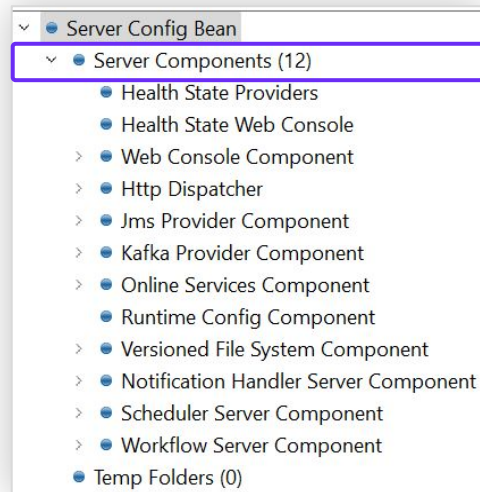 Server Config Bean
Server Components (12)
Health State Providers
Health State Web Console
Web Console Component
Http Dispatcher
Jms Provider Component
Kafka Provider Component
Online Services Component
Runtime Config Component
Versioned File System Component
Notification Handler Server Component
Scheduler Server Component
Workflow Server Component
Temp Folders (0)